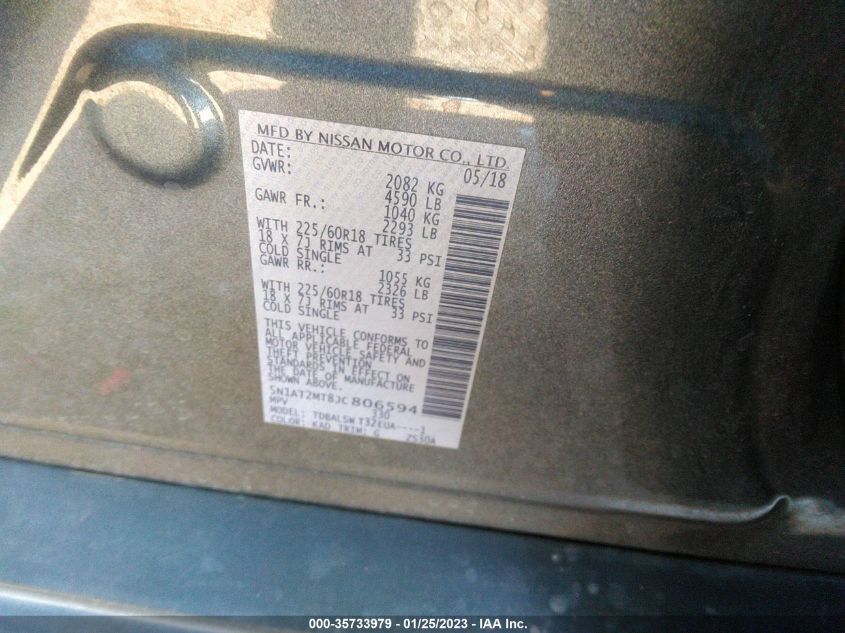 MFD BY NISSAN MOTOR CO., LTD.
DATE: 05/18
GVWR: 2082 KG
4590 LB
GAWR FR.: 1040 KG
2293 LB
WITH 225/60R18 TIRES
18 X 7J RIMS AT 33 PSI
COLD SINGLE
GAWR RR.: 1055 KG
2326 LB
WITH 225/60R18 TIRES
18 X 7J RIMS AT 33 PSI
COLD SINGLE
THIS VEHICLE CONFORMS TO
ALL APPLICABLE FEDERAL
MOTOR VEHICLE SAFETY AND
THEFT PREVENTION
STANDARDS IN EFFECT ON
THE DATE OF MANUFACTURE
SHOWN ABOVE.
5N1AT2MT8JC806594
MPV 330
MODEL: TDBALSW T32EUA----1
COLOR: KAD TRIM: G 2S30A
000-35733979 - 01/25/2023 - IAA Inc.